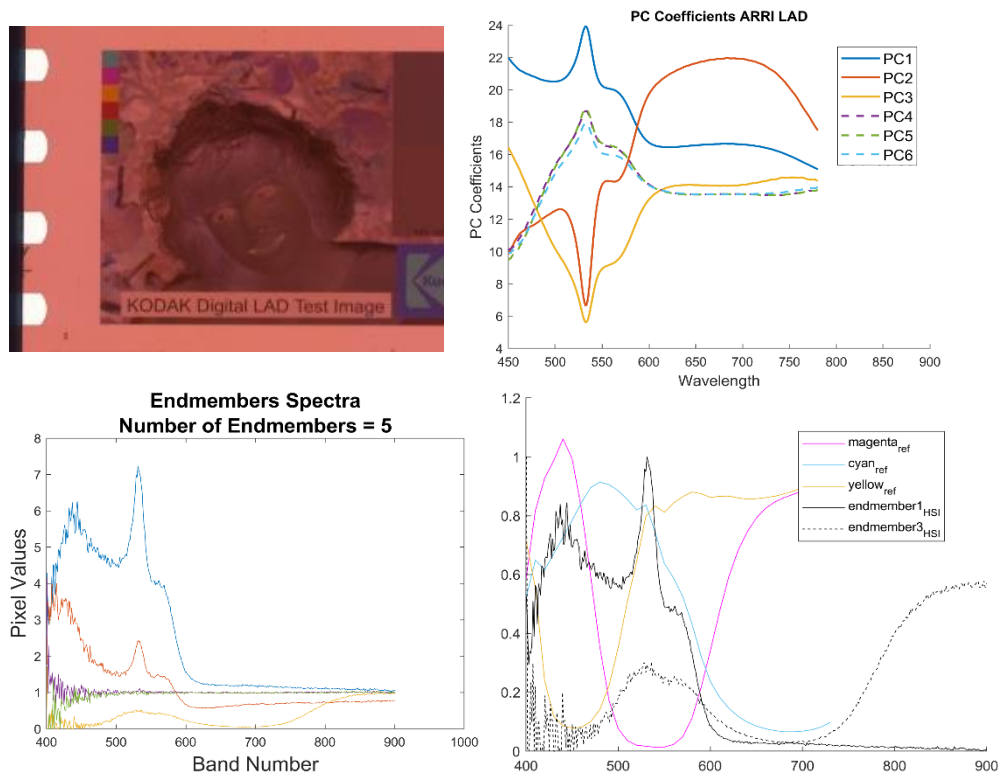 KODAK Digital LAD Test Image
PC Coefficients ARRI LAD
PC Coefficients
24
22
20
18
16
14
12
10
8
6
4
450 500 550 600 650 700 750 800 850 900
Wavelength
PC1
PC2
PC3
PC4
PC5
PC6
Endmembers Spectra
Number of Endmembers = 5
Pixel Values
8
7
6
5
4
3
2
1
0
400 500 600 700 800 900 1000
Band Number
1.2
1
0.8
0.6
0.4
0.2
0
400 500 600 700 800 900
magenta_ref
cyan_ref
yellow_ref
endmember1_HSI
endmember3_HSI